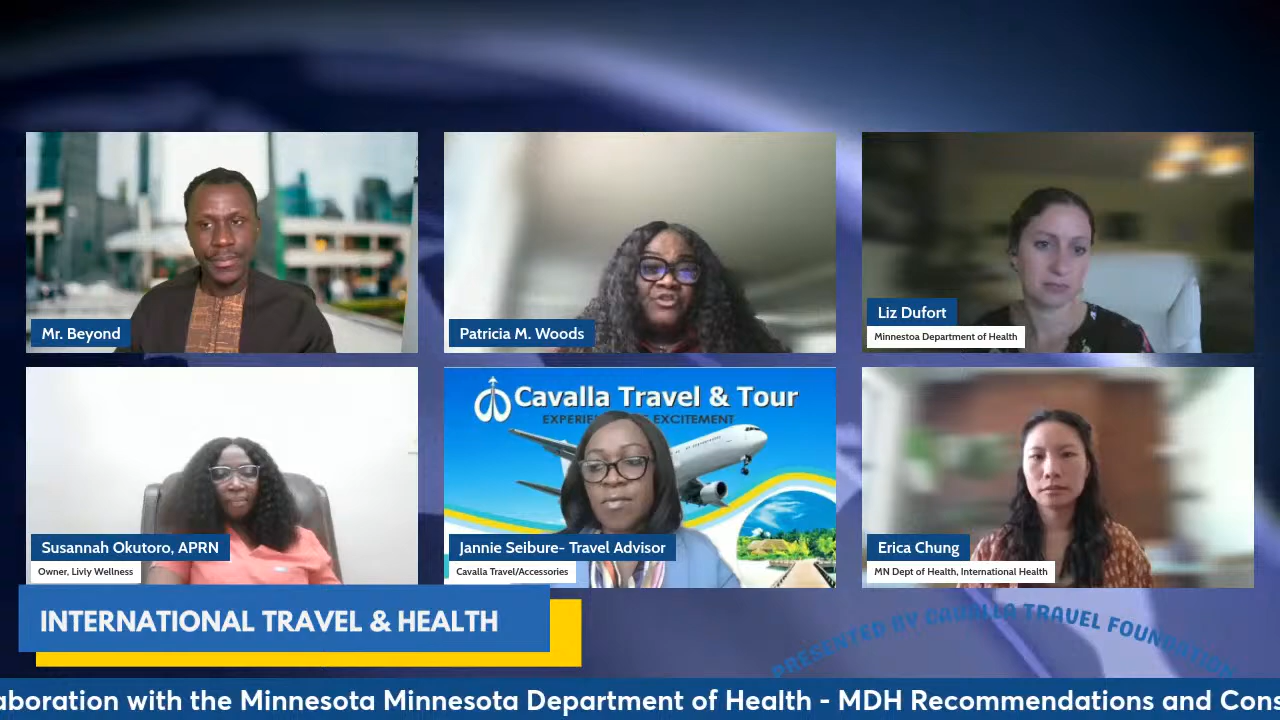 Mr. Beyond
Patricia M. Woods
Liz Dufort
Minnestoa Department of Health
Susannah Okutoro, APRN
Owner, Livly Wellness
Cavalla Travel & Tour
EXCITEMENT
Jannie Seibure- Travel Advisor
Cavalla Travel/Accessories
Erica Chung
MN Dept of Health, International Health
INTERNATIONAL TRAVEL & HEALTH
PRESENTED BY CAVALLA TRAVEL FOUNDATION
aboration with the Minnesota Minnesota Department of Health - MDH Recommendations and Cons